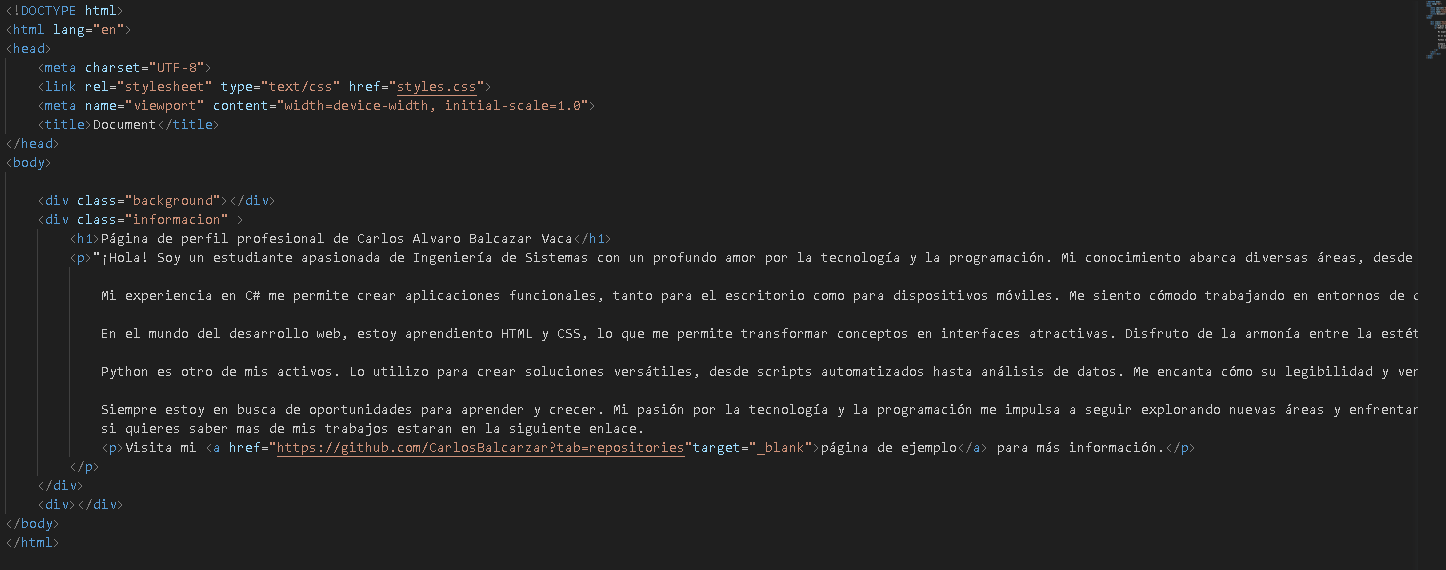 <!DOCTYPE html>
<html lang="en">
<head>
    <meta charset="UTF-8">
    <link rel="stylesheet" type="text/css" href="styles.css">
    <meta name="viewport" content="width=device-width, initial-scale=1.0">
    <title>Document</title>
</head>
<body>

    <div class="background"></div>
    <div class="informacion" >
        <h1>Página de perfil profesional de Carlos Alvaro Balcazar Vaca</h1>
        <p>"¡Hola! Soy un estudiante apasionada de Ingeniería de Sistemas con un profundo amor por la tecnología y la programación. Mi conocimiento abarca diversas áreas, desde

            Mi experiencia en C# me permite crear aplicaciones funcionales, tanto para el escritorio como para dispositivos móviles. Me siento cómodo trabajando en entornos de

            En el mundo del desarrollo web, estoy aprendiento HTML y CSS, lo que me permite transformar conceptos en interfaces atractivas. Disfruto de la armonía entre la

            Python es otro de mis activos. Lo utilizo para crear soluciones versátiles, desde scripts automatizados hasta análisis de datos. Me encanta cómo su legibilidad y

            Siempre estoy en busca de oportunidades para aprender y crecer. Mi pasión por la tecnología y la programación me impulsa a seguir explorando nuevas áreas y
            si quieres saber mas de mis trabajos estaran en la siguiente enlace.
            <p>Visita mi <a href="https://github.com/CarlosBalcarzar?tab=repositories"target="_blank">página de ejemplo</a> para más información.</p>
        </p>
    </div>
    <div></div>
</body>
</html>